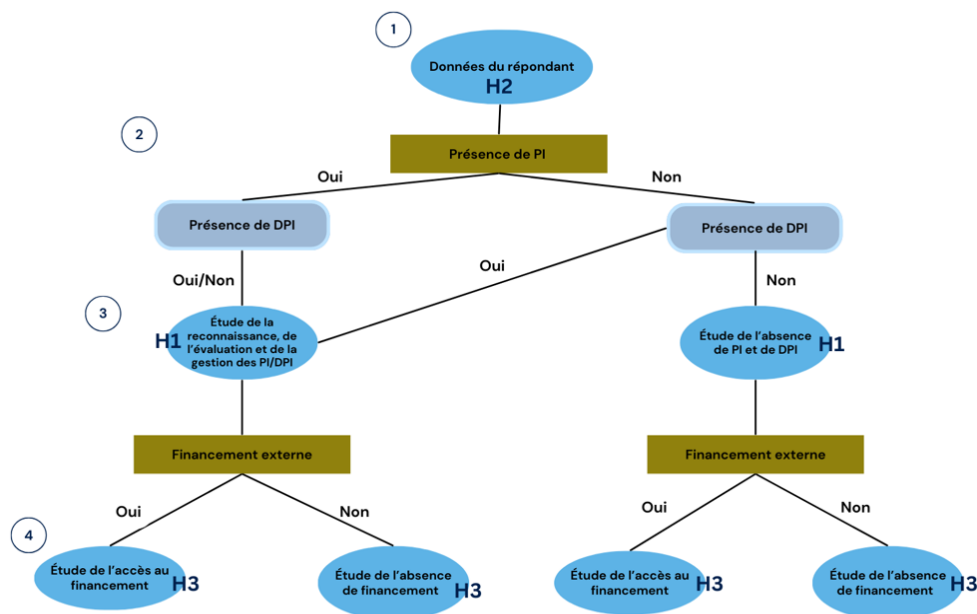 1
Données du répondant
H2
2
Présence de PI
Oui
Non
Présence de DPI
Présence de DPI
Oui/Non
Oui
Non
3
Étude de la
reconnaissance, de
l'évaluation et de la
gestion des PI/DPI
H1
Étude de l'absence
de PI et de DPI
H1
Financement externe
Financement externe
Oui
Non
Oui
Non
4
Étude de l'accès au
financement
H3
Étude de l'absence
de financement
H3
Étude de l'accès au
financement
H3
Étude de l'absence
de financement
H3